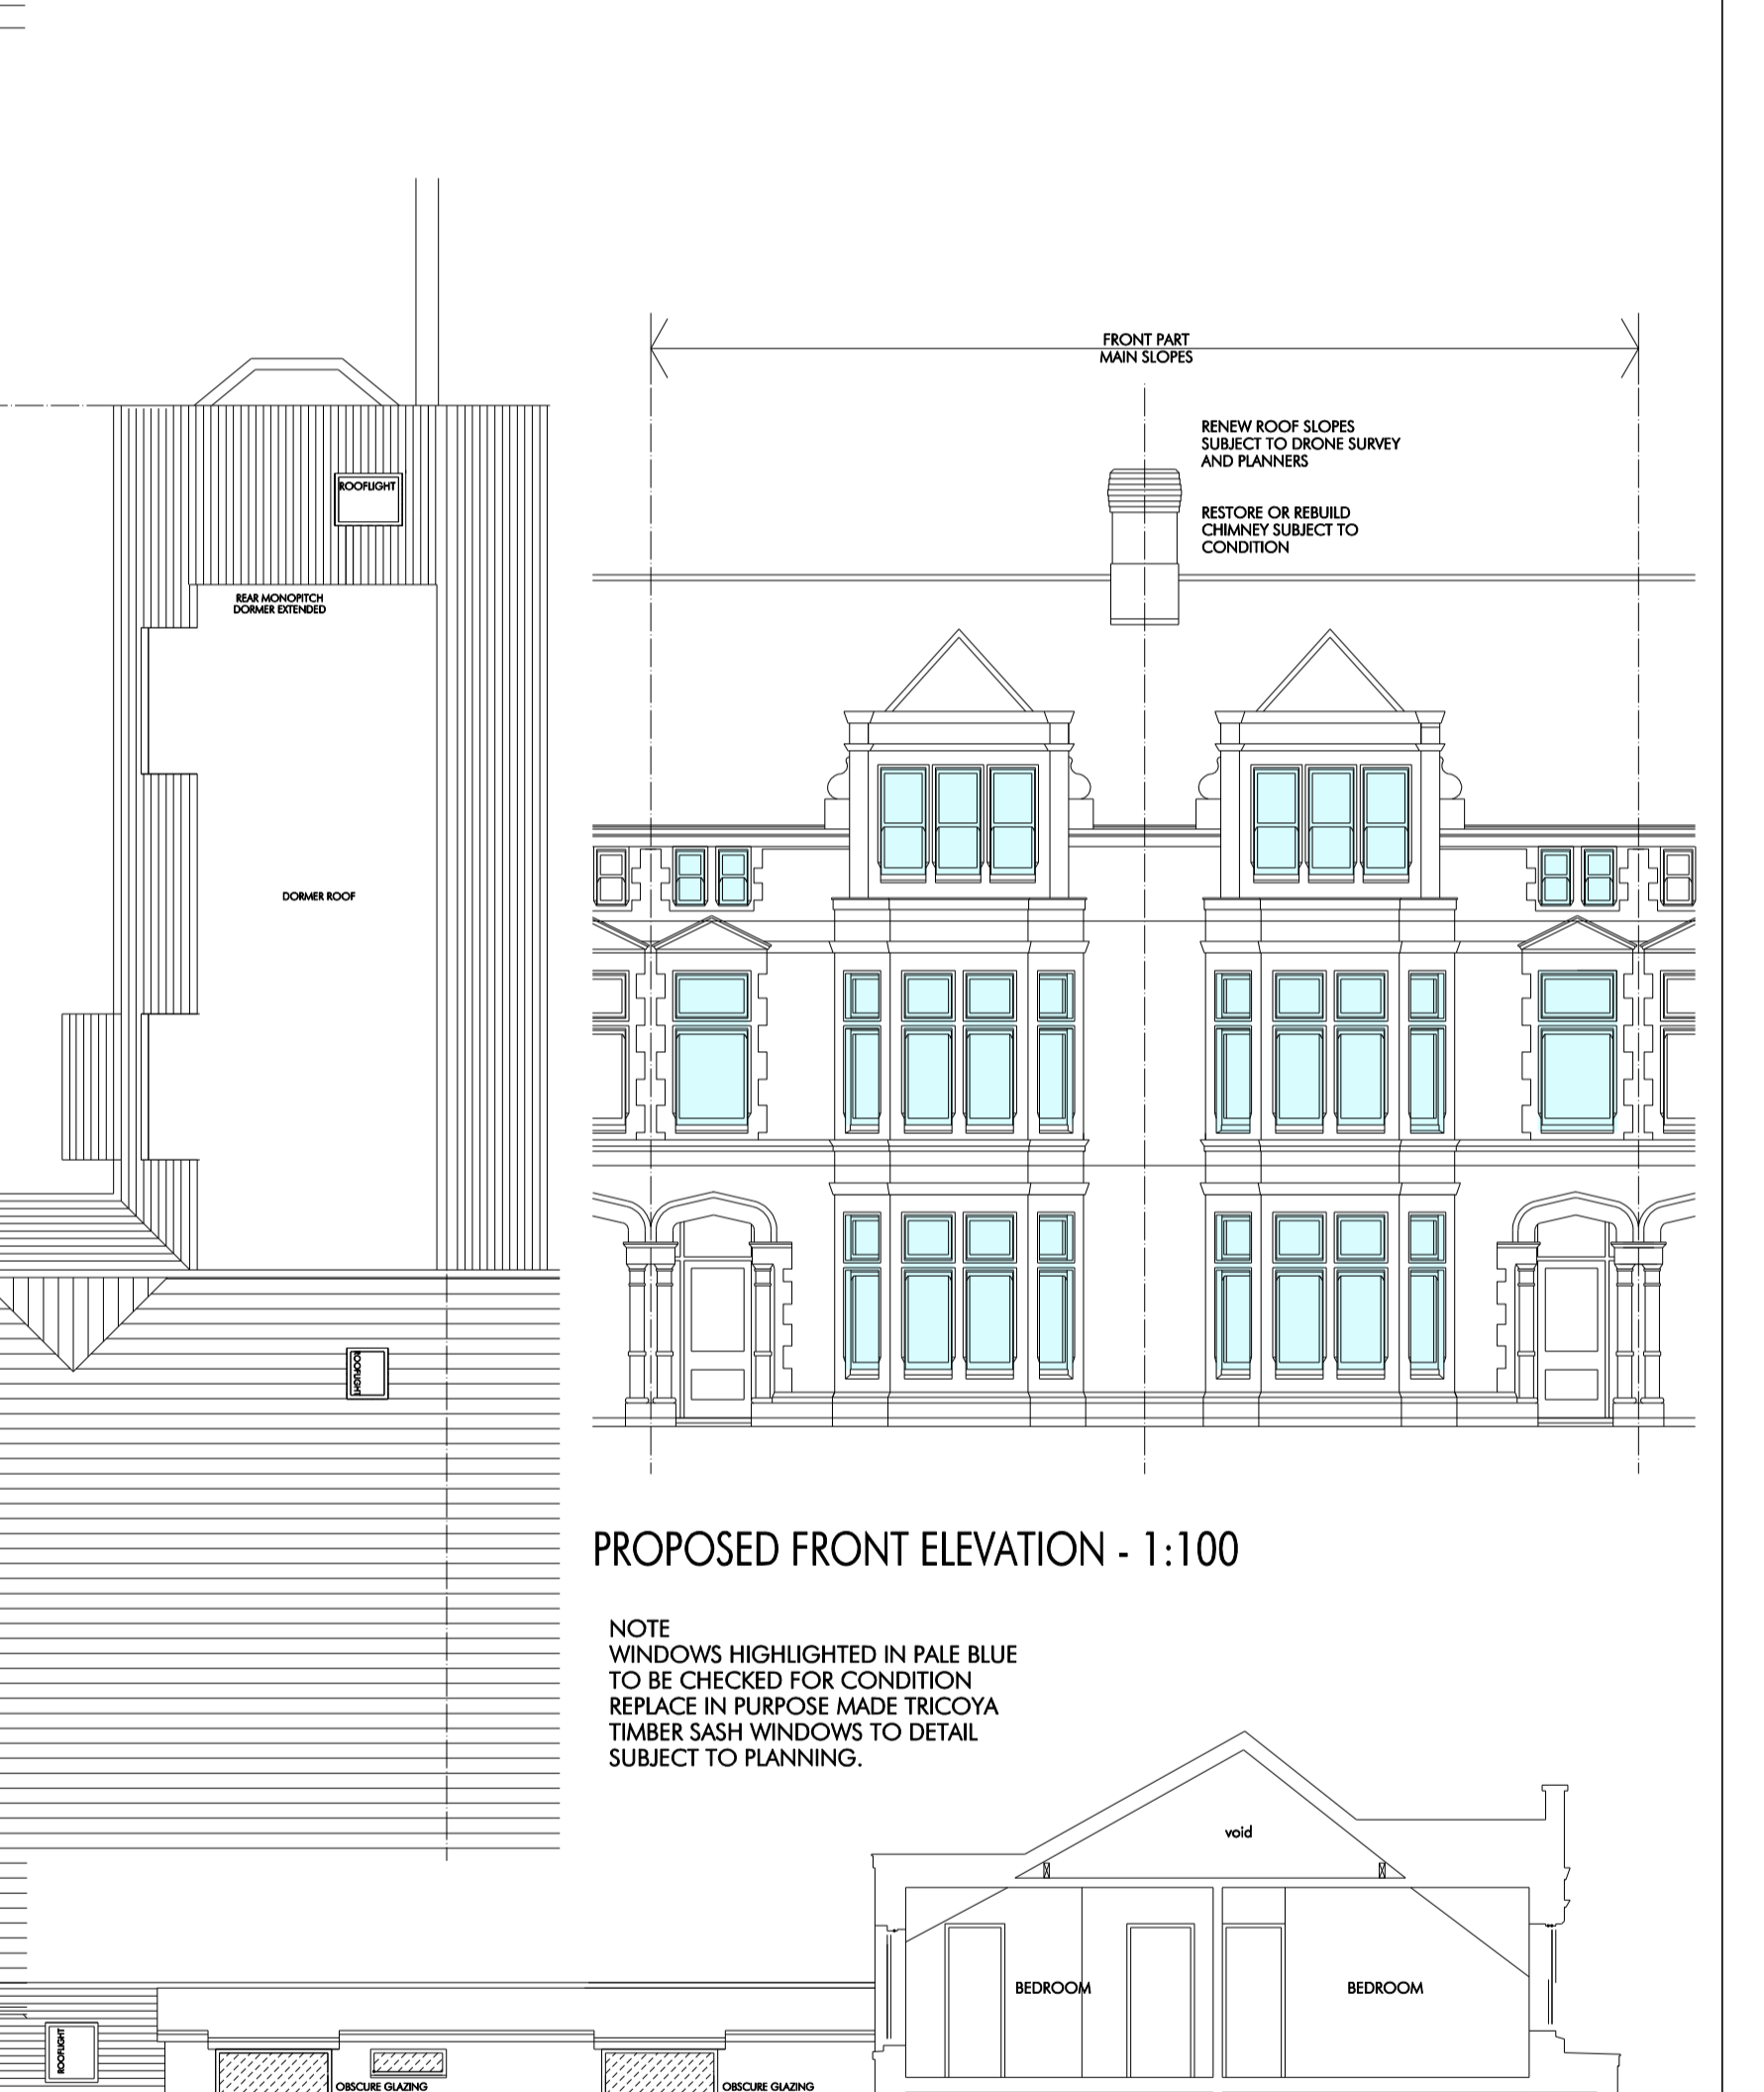 FRONT PART
MAIN SLOPES
RENEW ROOF SLOPES
SUBJECT TO DRONE SURVEY
AND PLANNERS
RESTORE OR REBUILD
CHIMNEY SUBJECT TO
CONDITION
ROOFLIGHT
REAR MONOPITCH
DORMER EXTENDED
DORMER ROOF
ROOFLIGHT
PROPOSED FRONT ELEVATION - 1:100
NOTE
WINDOWS HIGHLIGHTED IN PALE BLUE
TO BE CHECKED FOR CONDITION
REPLACE IN PURPOSE MADE TRICOYA
TIMBER SASH WINDOWS TO DETAIL
SUBJECT TO PLANNING.
void
BEDROOM
BEDROOM
ROOFLIGHT
OBSCURE GLAZING
OBSCURE GLAZING